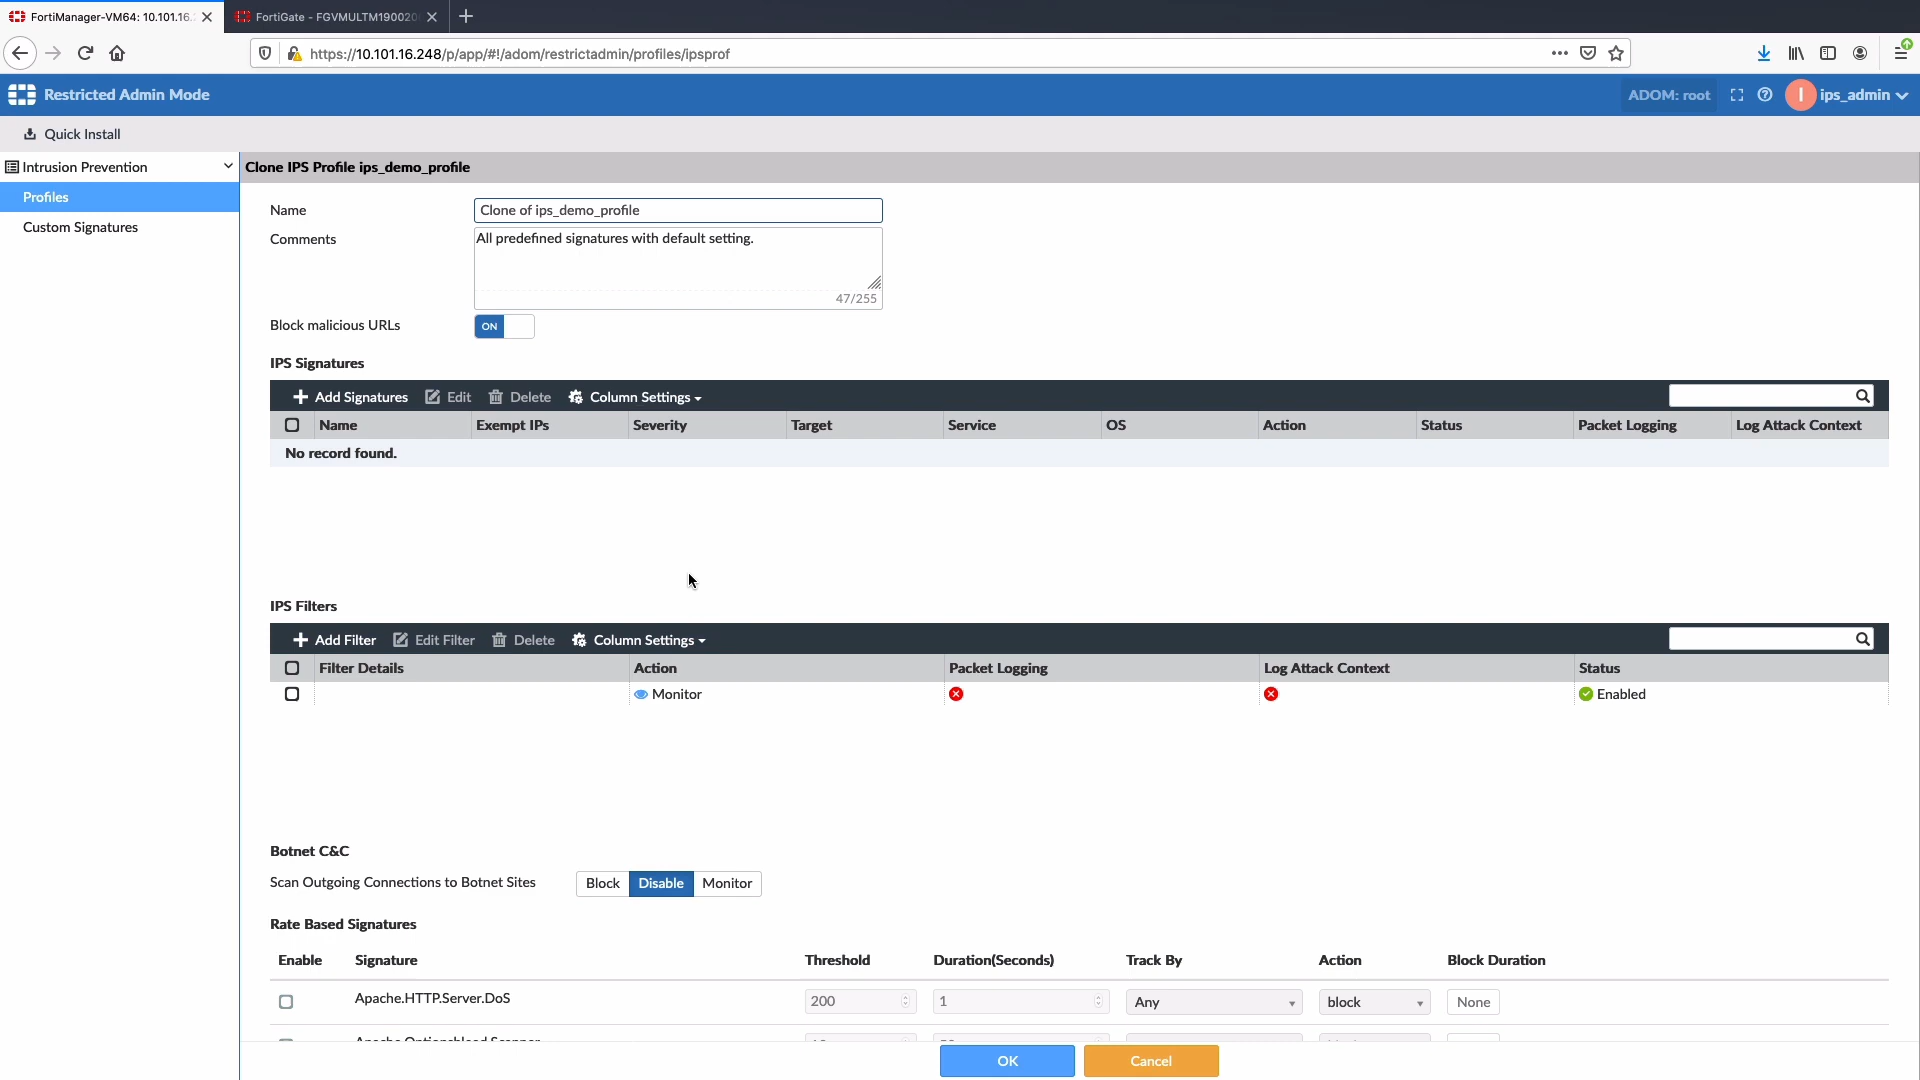 FortiManager-VM64: 10.101.16.
FortiGate - FGVMULTM190020
https://10.101.16.248/p/app/#!/adom/restrictadmin/profiles/ipsprof
Restricted Admin Mode
ADOM: root
I
ips_admin
Quick Install
Intrusion Prevention
Profiles
Custom Signatures
Clone IPS Profile ips_demo_profile
Name
Clone of ips_demo_profile
Comments
All predefined signatures with default setting.
47/255
Block malicious URLs
ON
IPS Signatures
Add Signatures Edit Delete Column Settings
Name Exempt IPs Severity Target Service OS Action Status Packet Logging Log Attack Context
No record found.
IPS Filters
Add Filter Edit Filter Delete Column Settings
Filter Details Action Packet Logging Log Attack Context Status
Monitor Enabled
Botnet C&C
Scan Outgoing Connections to Botnet Sites Block Disable Monitor
Rate Based Signatures
Enable Signature Threshold Duration(Seconds) Track By Action Block Duration
Apache.HTTP.Server.DoS 200 1 Any block None
OK Cancel